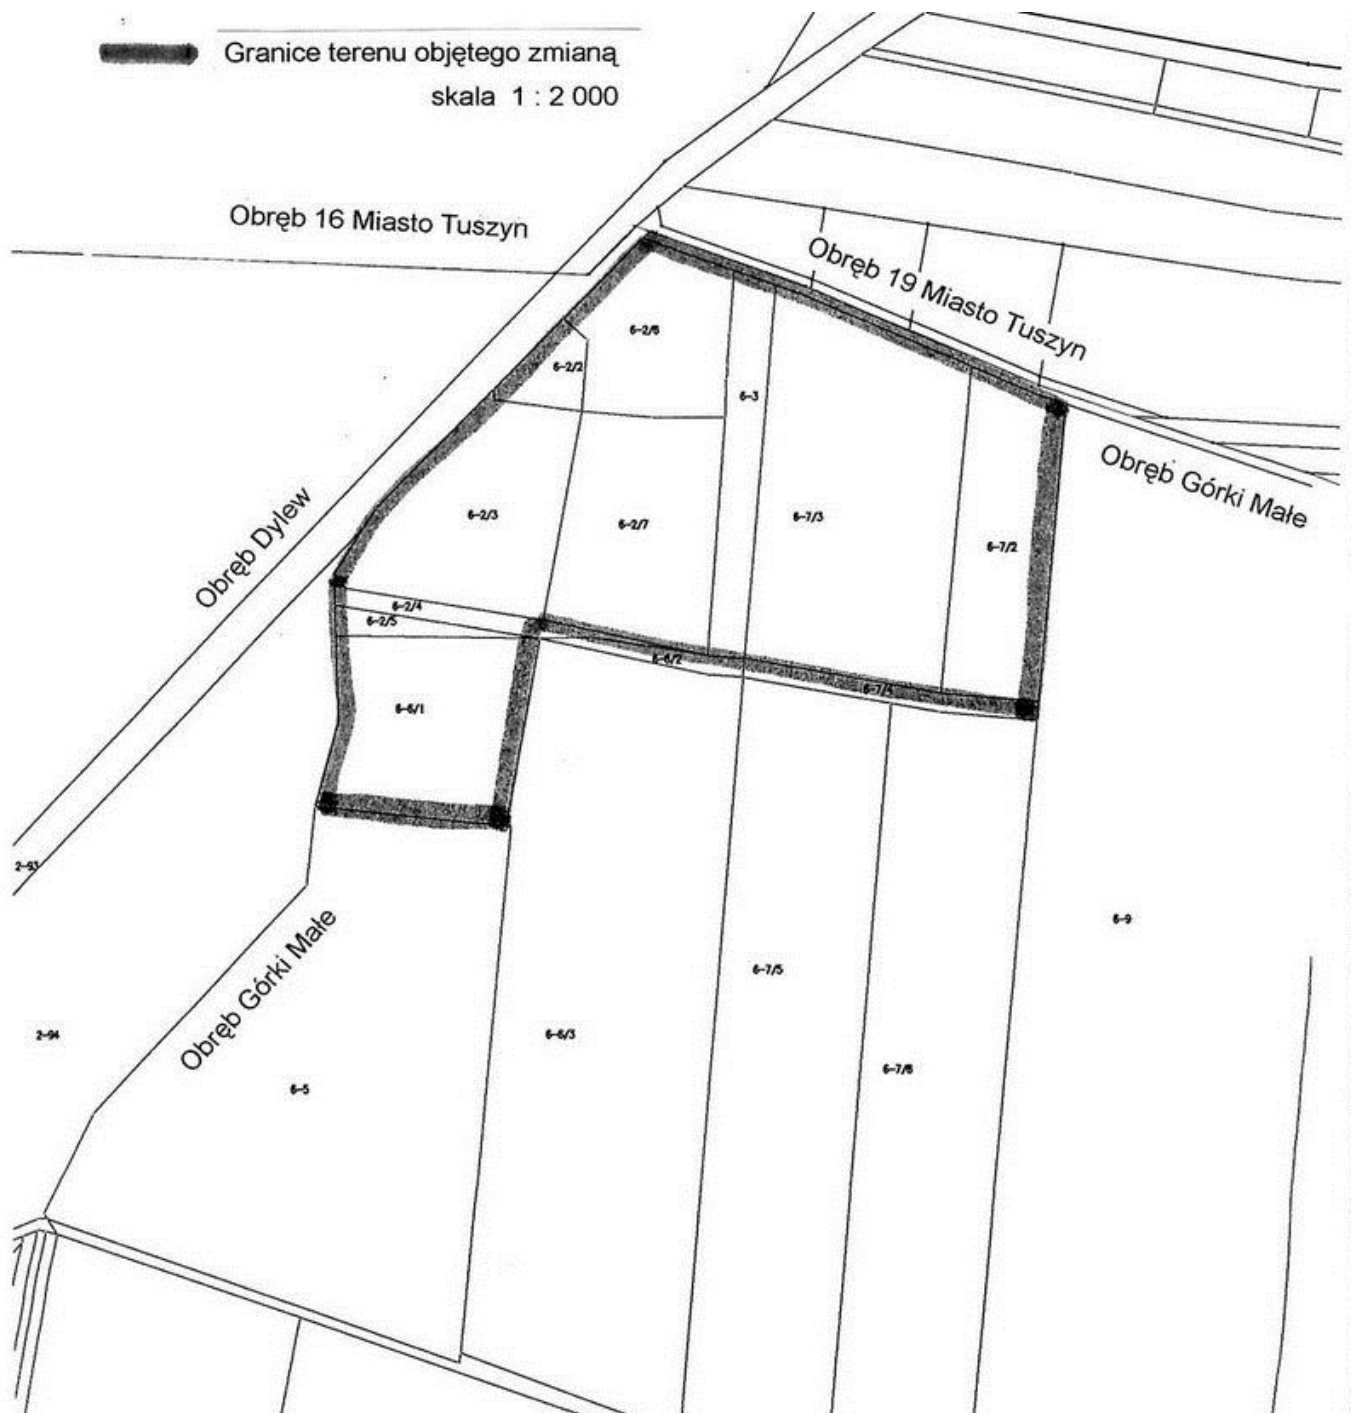 Granice terenu objętego zmianą
skala 1 : 2 000
Obręb 16 Miasto Tuszyn
Obręb 19 Miasto Tuszyn
6-2/6
6-2/2
6-3
Obręb Górki Małe
Obręb Dylew
6-2/3
6-2/7
6-7/3
6-7/2
6-2/4
6-2/5
6-6/2
6-7/4
6-6/1
2-93
6-9
Obręb Górki Małe
6-7/5
2-94
6-6/3
6-7/6
6-5